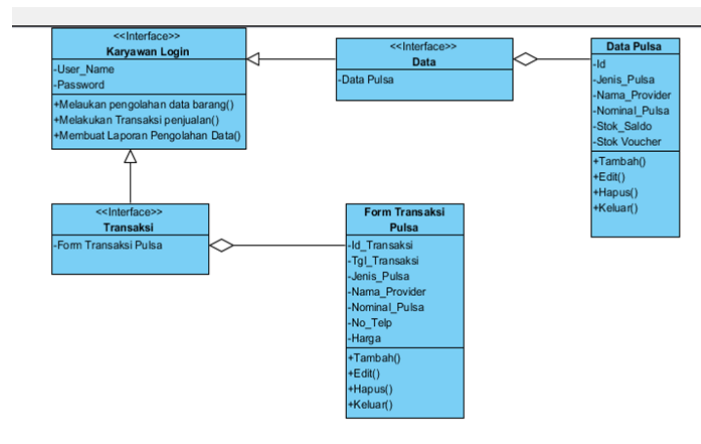 <<Interface>>
Karyawan Login
-User_Name
-Password
+Melaukan pengolahan data barang()
+Melakukan Transaksi penjualan()
+Membuat Laporan Pengolahan Data()
<<Interface>>
Data
-Data Pulsa
Data Pulsa
-Id
-Jenis_Pulsa
-Nama_Provider
-Nominal_Pulsa
-Stok_Saldo
-Stok Voucher
+Tambah()
+Edit()
+Hapus()
+Keluar()
<<Interface>>
Transaksi
-Form Transaksi Pulsa
Form Transaksi
Pulsa
-Id_Transaksi
-Tgl_Transaksi
-Jenis_Pulsa
-Nama_Provider
-Nominal_Pulsa
-No_Telp
-Harga
+Tambah()
+Edit()
+Hapus()
+Keluar()